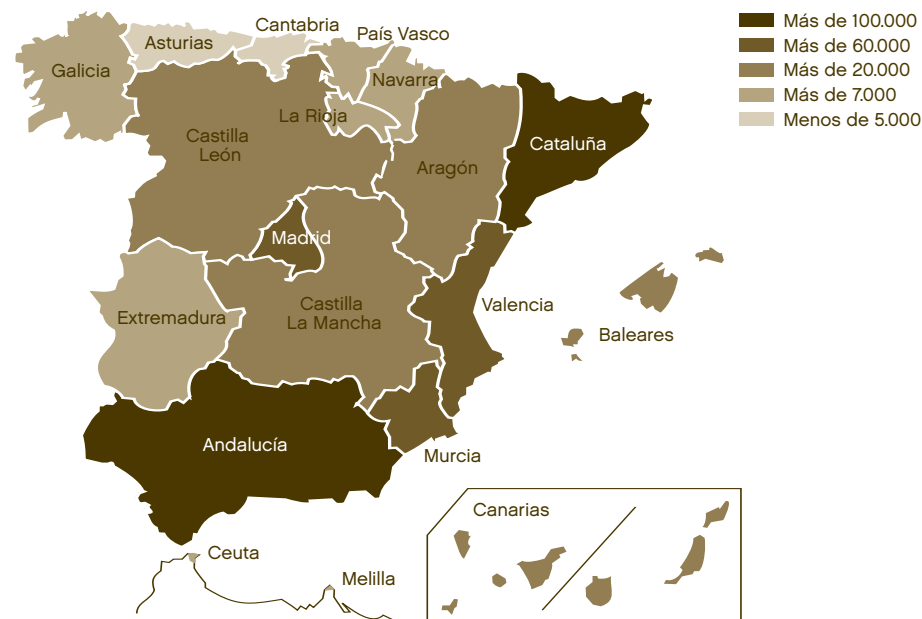 Cantabria
Asturias
País Vasco
Galicia
Navarra
La Rioja
Castilla
León
Aragón
Cataluña
Madrid
Castilla
La Mancha
Valencia
Extremadura
Baleares
Andalucía
Murcia
Canarias
Ceuta
Melilla
Más de 100.000
Más de 60.000
Más de 20.000
Más de 7.000
Menos de 5.000